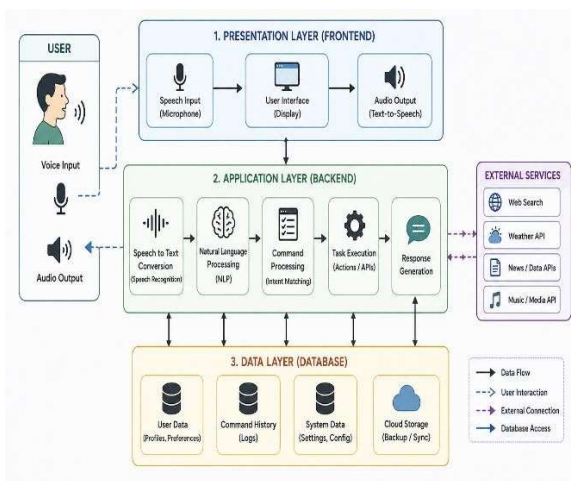 USER
Voice Input
Audio Output
1. PRESENTATION LAYER (FRONTEND)
Speech Input
(Microphone)
User Interface
(Display)
Audio Output
(Text-to-Speech)
2. APPLICATION LAYER (BACKEND)
Speech to Text
Conversion
(Speech Recognition)
Natural Language
Processing
(NLP)
Command
Processing
(Intent Matching)
Task Execution
(Actions / APIs)
Response
Generation
EXTERNAL SERVICES
Web Search
Weather API
News / Data APIs
Music / Media API
3. DATA LAYER (DATABASE)
User Data
(Profiles, Preferences)
Command History
(Logs)
System Data
(Settings, Config)
Cloud Storage
(Backup / Sync)
Data Flow
User Interaction
External Connection
Database Access